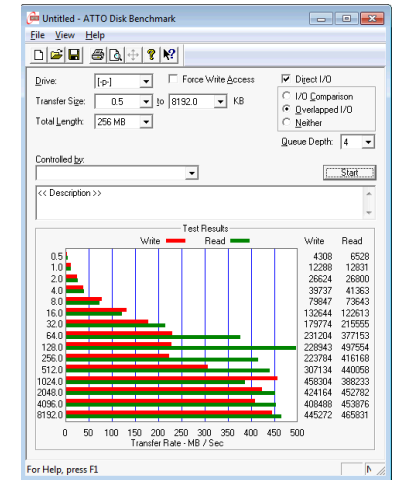 Untitled - ATTO Disk Benchmark
File View Help
Drive: [-p-] Force Write Access Direct I/O
Transfer Size: 0.5 to 8192.0 KB I/O Comparison
Overlapped I/O
Total Length: 256 MB Neither
Queue Depth: 4
Controlled by:
Start
<< Description >>
Test Results
Write Read Write Read
0.5 4308 6528
1.0 12288 12831
2.0 26624 26800
4.0 39737 41363
8.0 79847 73643
16.0 132644 122613
32.0 179774 215555
64.0 231204 377153
128.0 228943 497554
256.0 223784 416168
512.0 307134 440058
1024.0 458304 388233
2048.0 424164 452782
4096.0 408488 453876
8192.0 445272 465831
0 50 100 150 200 250 300 350 400 450 500
Transfer Rate - MB / Sec
For Help, press F1